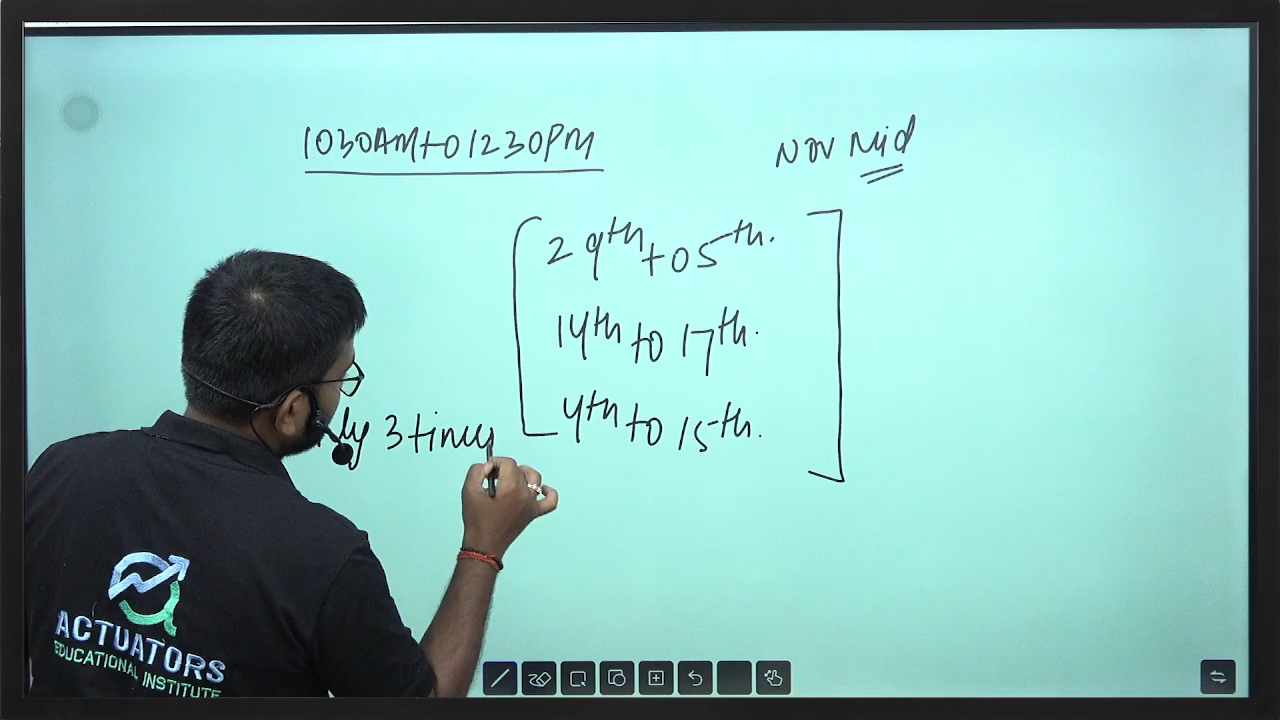 1030AM to 1230PM
Nov Mid
29th to 05th.
14th to 17th.
4th to 15th.
3 times
ACTUATORS
EDUCATIONAL INSTITUTE